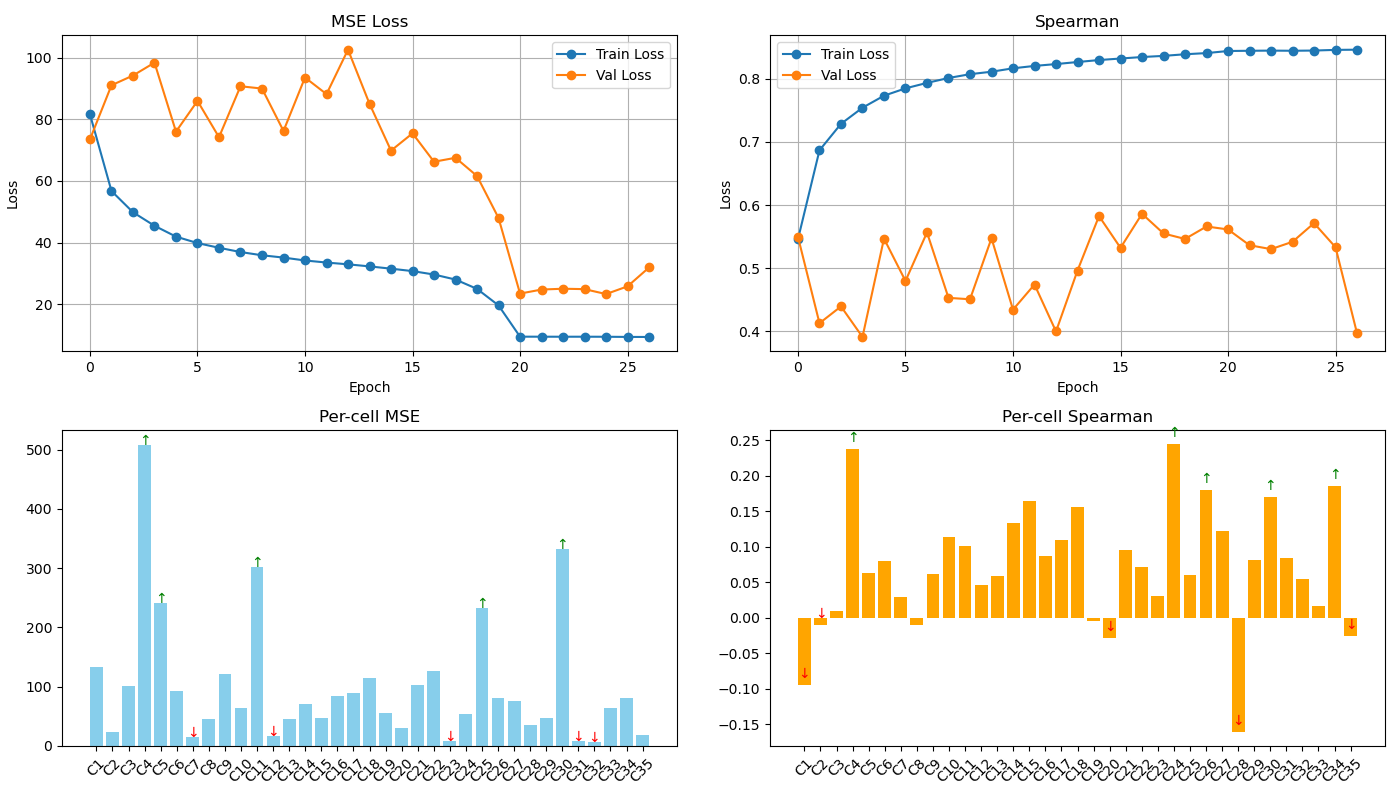 MSE Loss
100
80
60
40
20
Loss
Train Loss
Val Loss
0 5 10 15 20 25
Epoch
Spearman
0.8
0.7
0.6
0.5
0.4
Loss
Train Loss
Val Loss
0 5 10 15 20 25
Epoch
Per-cell MSE
500
400
300
200
100
0
↑ ↑ ↓ ↑ ↓ ↓ ↑ ↑ ↓ ↓
C1 C2 C3 C4 C5 C6 C7 C8 C9 C10 C11 C12 C13 C14 C15 C16 C17 C18 C19 C20 C21 C22 C23 C24 C25 C26 C27 C28 C29 C30 C31 C32 C33 C34 C35
Per-cell Spearman
0.25
0.20
0.15
0.10
0.05
0.00
−0.05
−0.10
−0.15
↓ ↓ ↑ ↓ ↑ ↑ ↓ ↑ ↑ ↓
C1 C2 C3 C4 C5 C6 C7 C8 C9 C10 C11 C12 C13 C14 C15 C16 C17 C18 C19 C20 C21 C22 C23 C24 C25 C26 C27 C28 C29 C30 C31 C32 C33 C34 C35